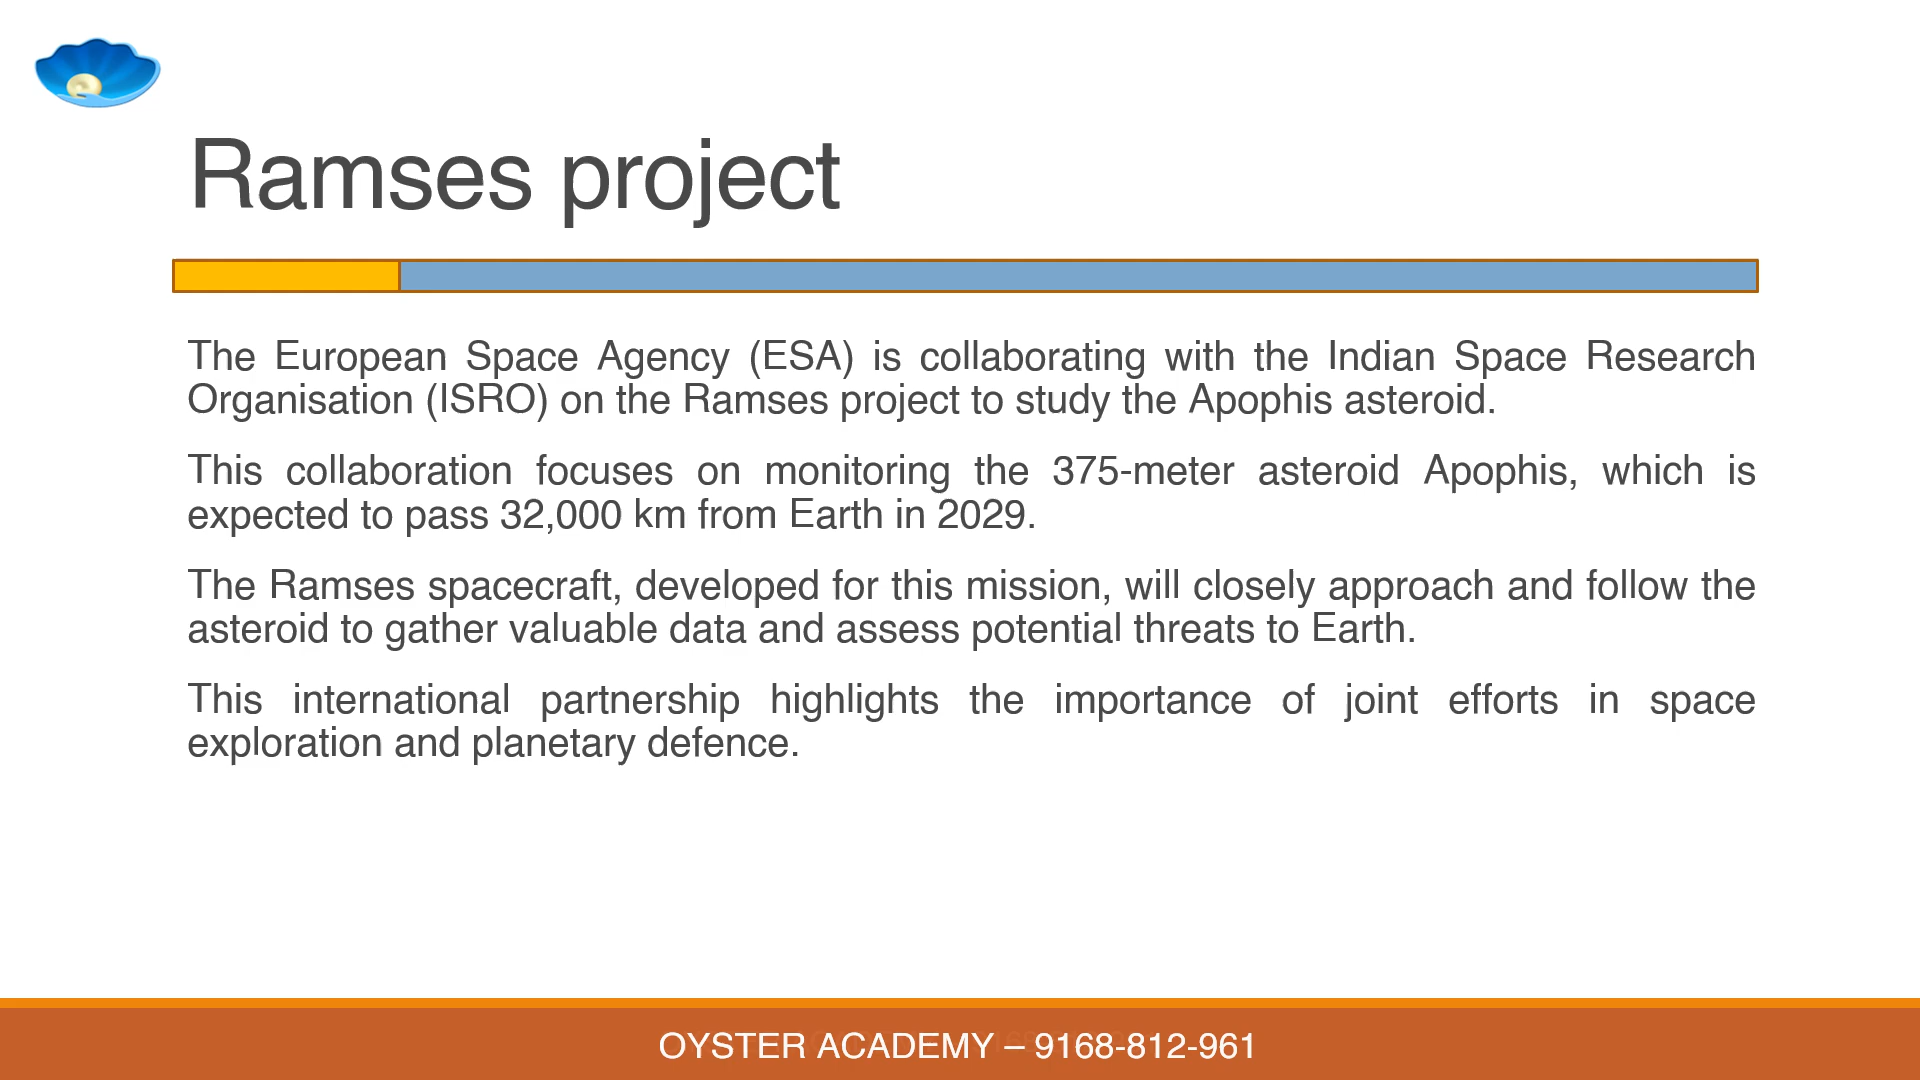 Ramses project
The European Space Agency (ESA) is collaborating with the Indian Space Research
Organisation (ISRO) on the Ramses project to study the Apophis asteroid.
This collaboration focuses on monitoring the 375-meter asteroid Apophis, which is
expected to pass 32,000 km from Earth in 2029.
The Ramses spacecraft, developed for this mission, will closely approach and follow the
asteroid to gather valuable data and assess potential threats to Earth.
This international partnership highlights the importance of joint efforts in space
exploration and planetary defence.
OYSTER ACADEMY – 9168-812-961